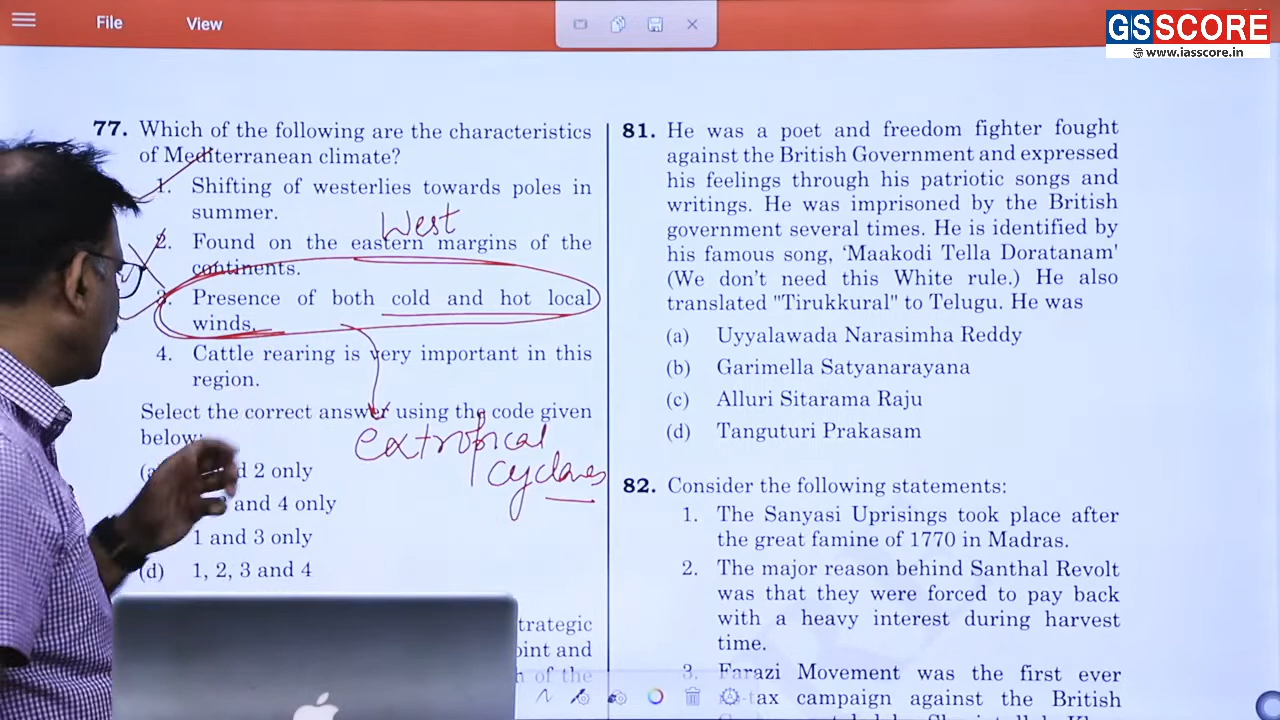 File
View
GSSCORE
www.iasscore.in
77. Which of the following are the characteristics
of Mediterranean climate?
1. Shifting of westerlies towards poles in
summer.
West
2. Found on the eastern margins of the
continents.
3. Presence of both cold and hot local
winds.
4. Cattle rearing is very important in this
region.
Select the correct answer using the code given
below:
extropical
cyclones
d 2 only
and 4 only
1 and 3 only
(d) 1, 2, 3 and 4
trategic
oint and
of the
81. He was a poet and freedom fighter fought
against the British Government and expressed
his feelings through his patriotic songs and
writings. He was imprisoned by the British
government several times. He is identified by
his famous song, 'Maakodi Tella Doratanam'
(We don't need this White rule.) He also
translated "Tirukkural" to Telugu. He was
(a) Uyyalawada Narasimha Reddy
(b) Garimella Satyanarayana
(c) Alluri Sitarama Raju
(d) Tanguturi Prakasam
82. Consider the following statements:
1. The Sanyasi Uprisings took place after
the great famine of 1770 in Madras.
2. The major reason behind Santhal Revolt
was that they were forced to pay back
with a heavy interest during harvest
time.
3. Farazi Movement was the first ever
tax campaign against the British